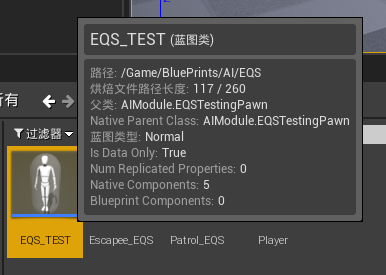 EQS_TEST (蓝图类)
路径: /Game/BluePrints/AI/EQS
烘焙文件路径长度: 117 / 260
父类: AIModule.EQSTestingPawn
Native Parent Class: AIModule.EQSTestingPawn
蓝图类型: Normal
Is Data Only: True
Num Replicated Properties: 0
Native Components: 5
Blueprint Components: 0
所有
过滤器
EQS_TEST
Escapee_EQS
Patrol_EQS
Player